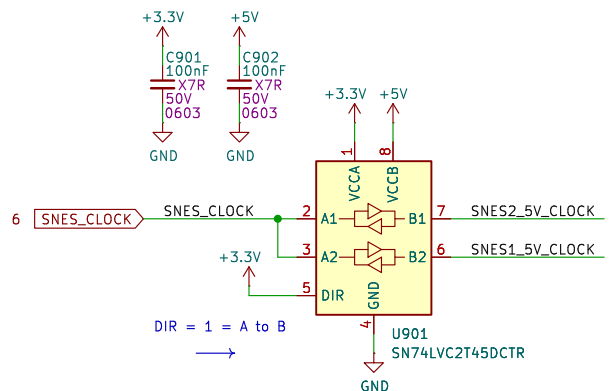 +3.3V
+5V
C901
100nF
X7R
50V
0603
GND
C902
100nF
X7R
50V
0603
GND
+3.3V
+5V
1
8
VCCA
VCCB
6
SNES_CLOCK
SNES_CLOCK
2
A1
B1
7
SNES2_5V_CLOCK
3
A2
B2
6
SNES1_5V_CLOCK
+3.3V
5
DIR
GND
4
DIR = 1 = A to B
U901
SN74LVC2T45DCTR
GND